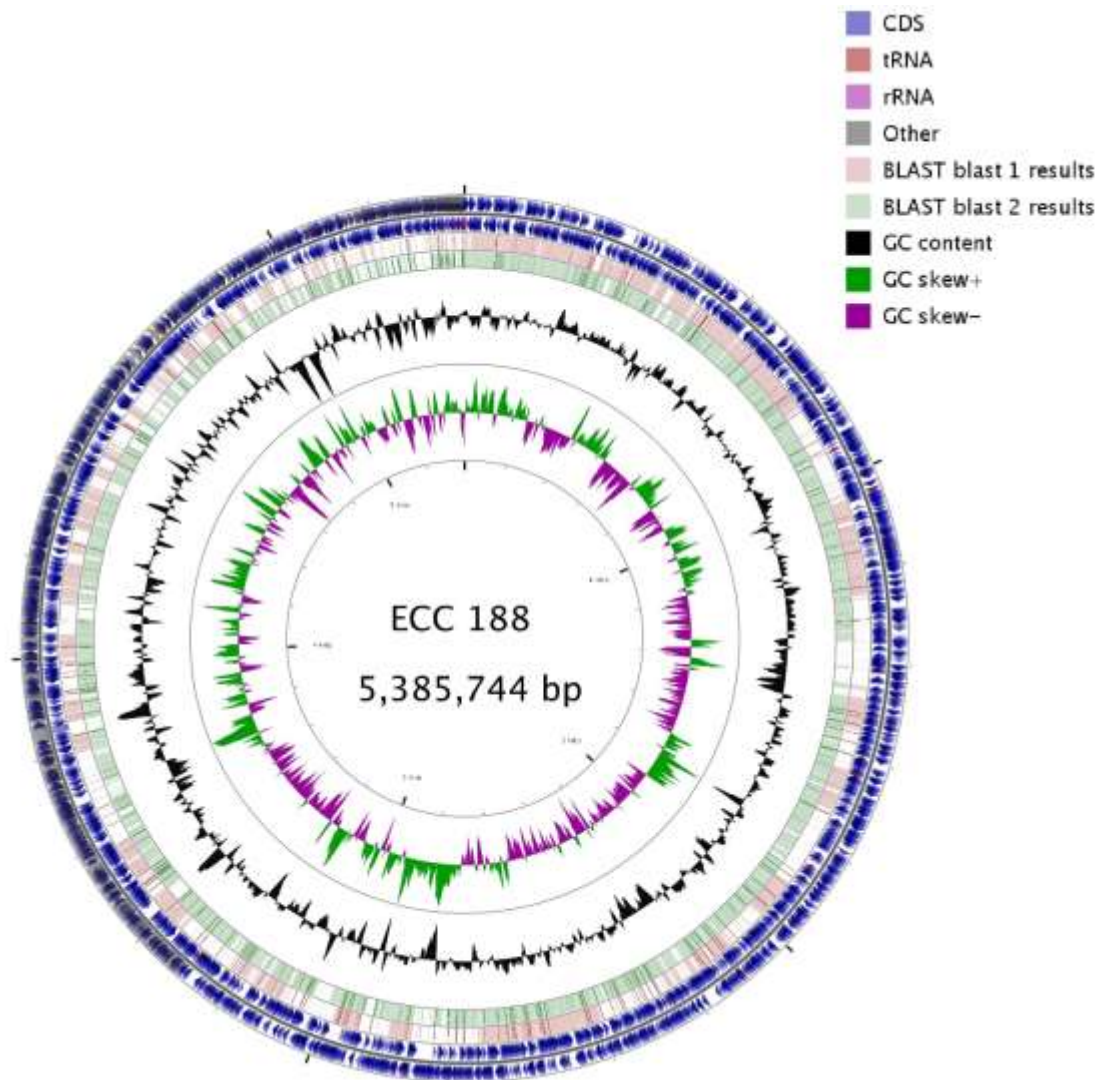 CDS
tRNA
rRNA
Other
BLAST blast 1 results
BLAST blast 2 results
GC content
GC skew+
GC skew-
ECC 188
5,385,744 bp